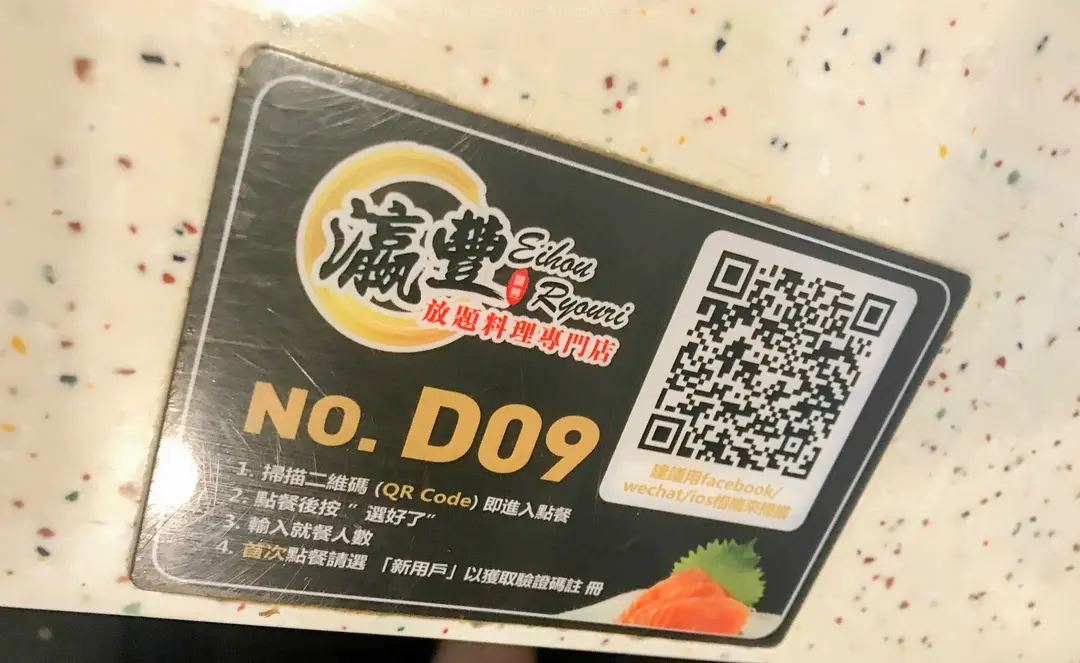 瀛豐
Eihou
Ryouri
放題料理專門店
NO. D09
1. 掃描二維碼 (QR Code) 即進入點餐
2. 點餐後按 " 選好了"
3. 輸入就餐人數
4. 首次點餐請選 「新用戶」以獲取驗證碼註 冊
建議用facebook/
wechat/ios相機來掃描